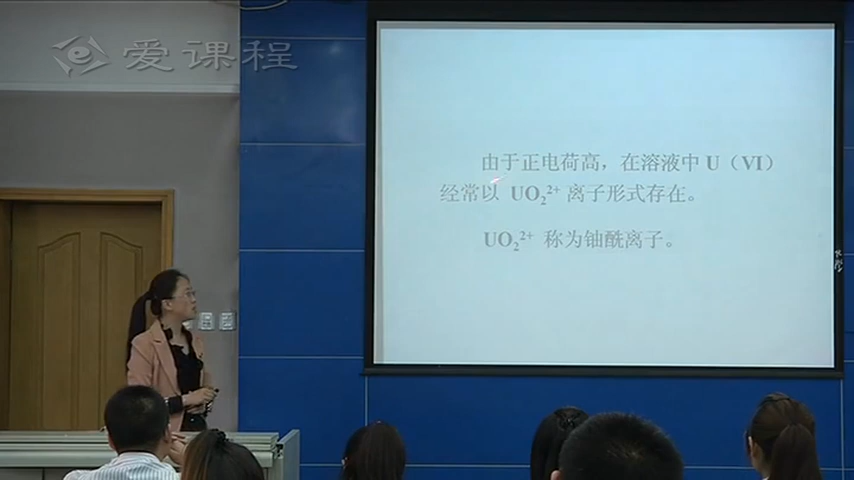 爱课程
由于正电荷高，在溶液中 U（VI）
经常以 UO₂²⁺ 离子形式存在。
UO₂²⁺ 称为铀酰离子。